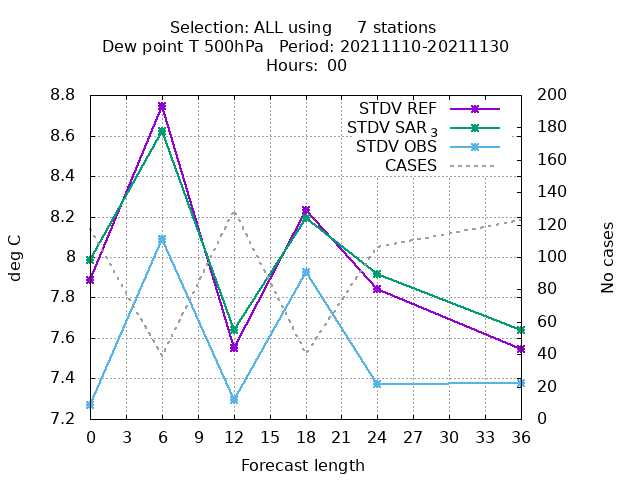 Selection: ALL using     7 stations
Dew point T 500hPa   Period: 20211110-20211130
Hours:  00
STDV REF
STDV SAR 3
STDV OBS
CASES
deg C
8.8
8.6
8.4
8.2
8
7.8
7.6
7.4
7.2
200
180
160
140
120
100
80
60
40
20
0
No cases
0 3 6 9 12 15 18 21 24 27 30 33 36
Forecast length